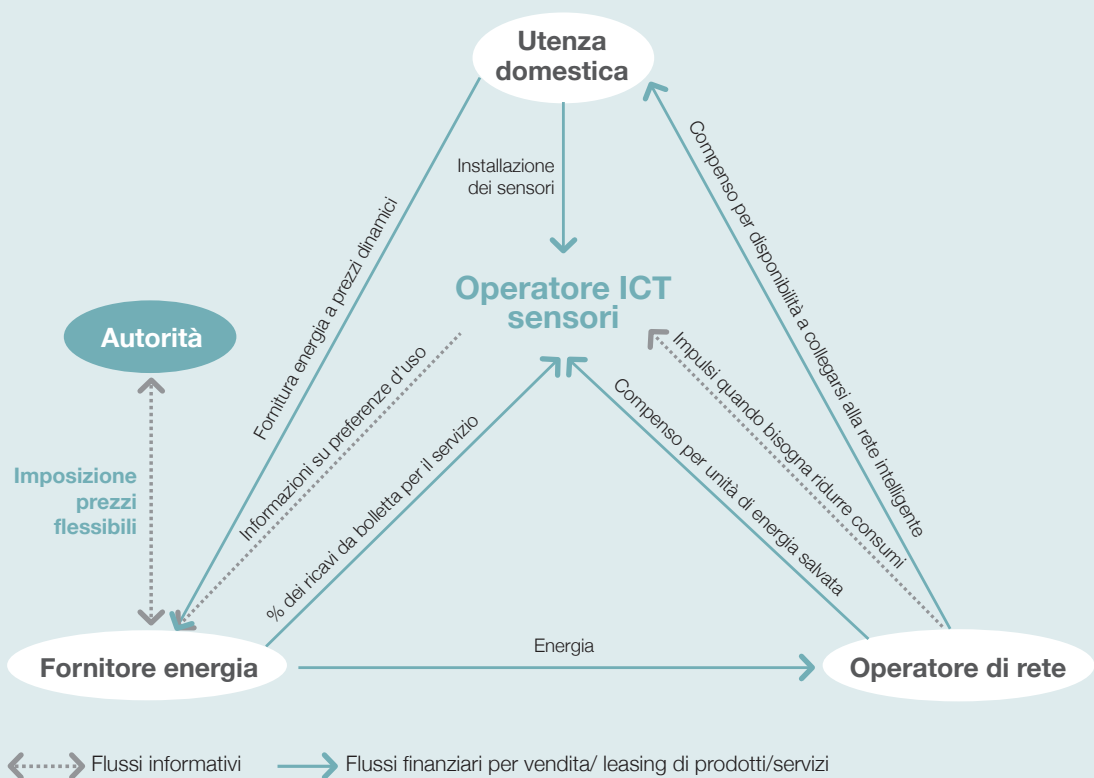 Utenza
domestica
Installazione
dei sensori
Compenso per disponibilità a collegarsi alla rete intelligente
Fornitura energia a prezzi dinamici
Operatore ICT
sensori
Autorità
Imposizione
prezzi
flessibili
Informazioni su preferenze d'uso
% dei ricavi da bolletta per il servizio
Compenso per unità di energia salvata
Impulsi quando bisogna ridurre consumi
Fornitore energia
Energia
Operatore di rete
Flussi informativi
Flussi finanziari per vendita/ leasing di prodotti/servizi